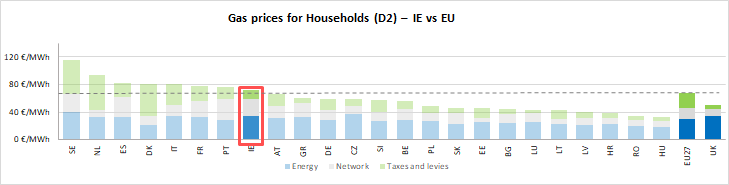 Gas prices for Households (D2) – IE vs EU
120 €/MWh
80 €/MWh
40 €/MWh
0 €/MWh
SE NL ES DK IT FR PT IE AT GR DE CZ SI BE PL SK EE BG LU LT LV HR RO HU EU27 UK
Energy Network Taxes and levies